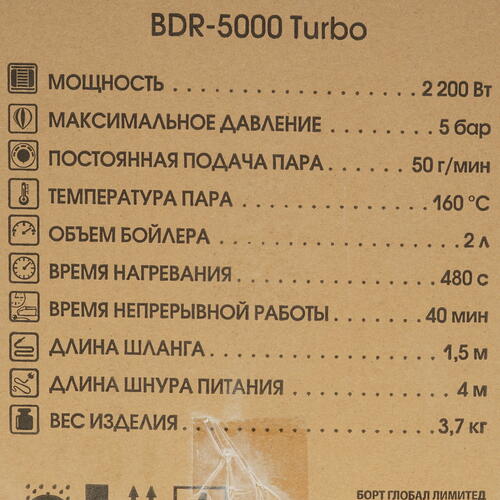 BDR-5000 Turbo
МОЩНОСТЬ 2 200 Вт
МАКСИМАЛЬНОЕ ДАВЛЕНИЕ 5 бар
ПОСТОЯННАЯ ПОДАЧА ПАРА 50 г/мин
ТЕМПЕРАТУРА ПАРА 160 °C
ОБЪЕМ БОЙЛЕРА 2 л
ВРЕМЯ НАГРЕВАНИЯ 480 с
ВРЕМЯ НЕПРЕРЫВНОЙ РАБОТЫ 40 мин
ДЛИНА ШЛАНГА 1,5 м
ДЛИНА ШНУРА ПИТАНИЯ 4 м
ВЕС ИЗДЕЛИЯ 3,7 кг
БОРТ ГЛОБАЛ ЛИМИТЕД